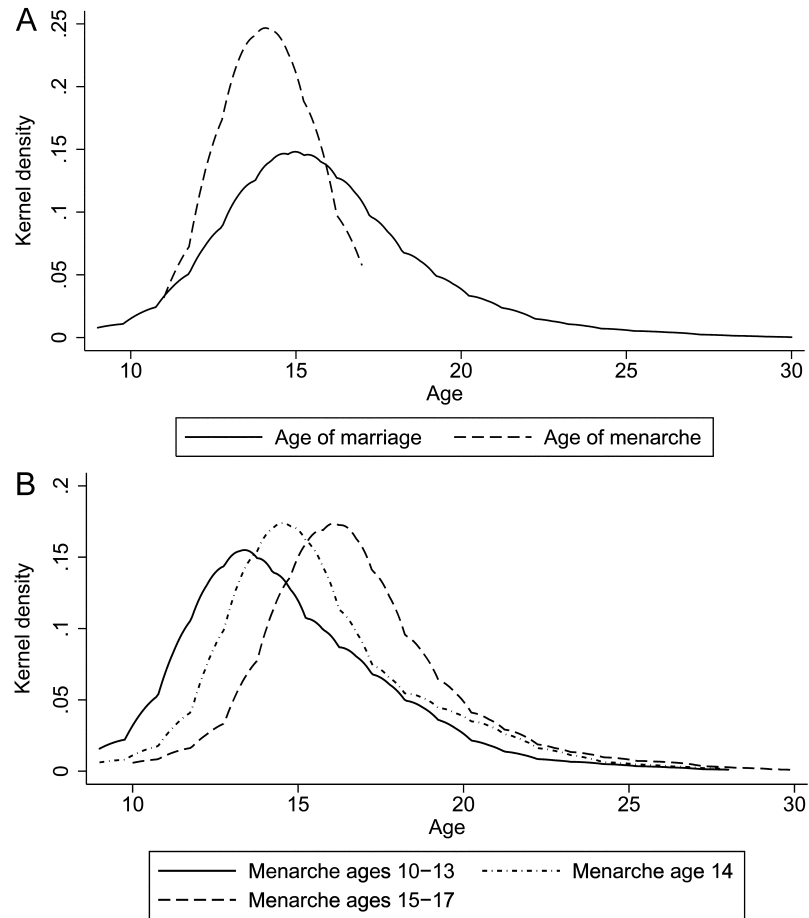 A
.25
.2
.15
.1
.05
0
Kernel density
10 15 20 25 30
Age
Age of marriage Age of menarche
B
.2
.15
.1
.05
0
Kernel density
10 15 20 25 30
Age
Menarche ages 10−13 Menarche age 14
Menarche ages 15−17